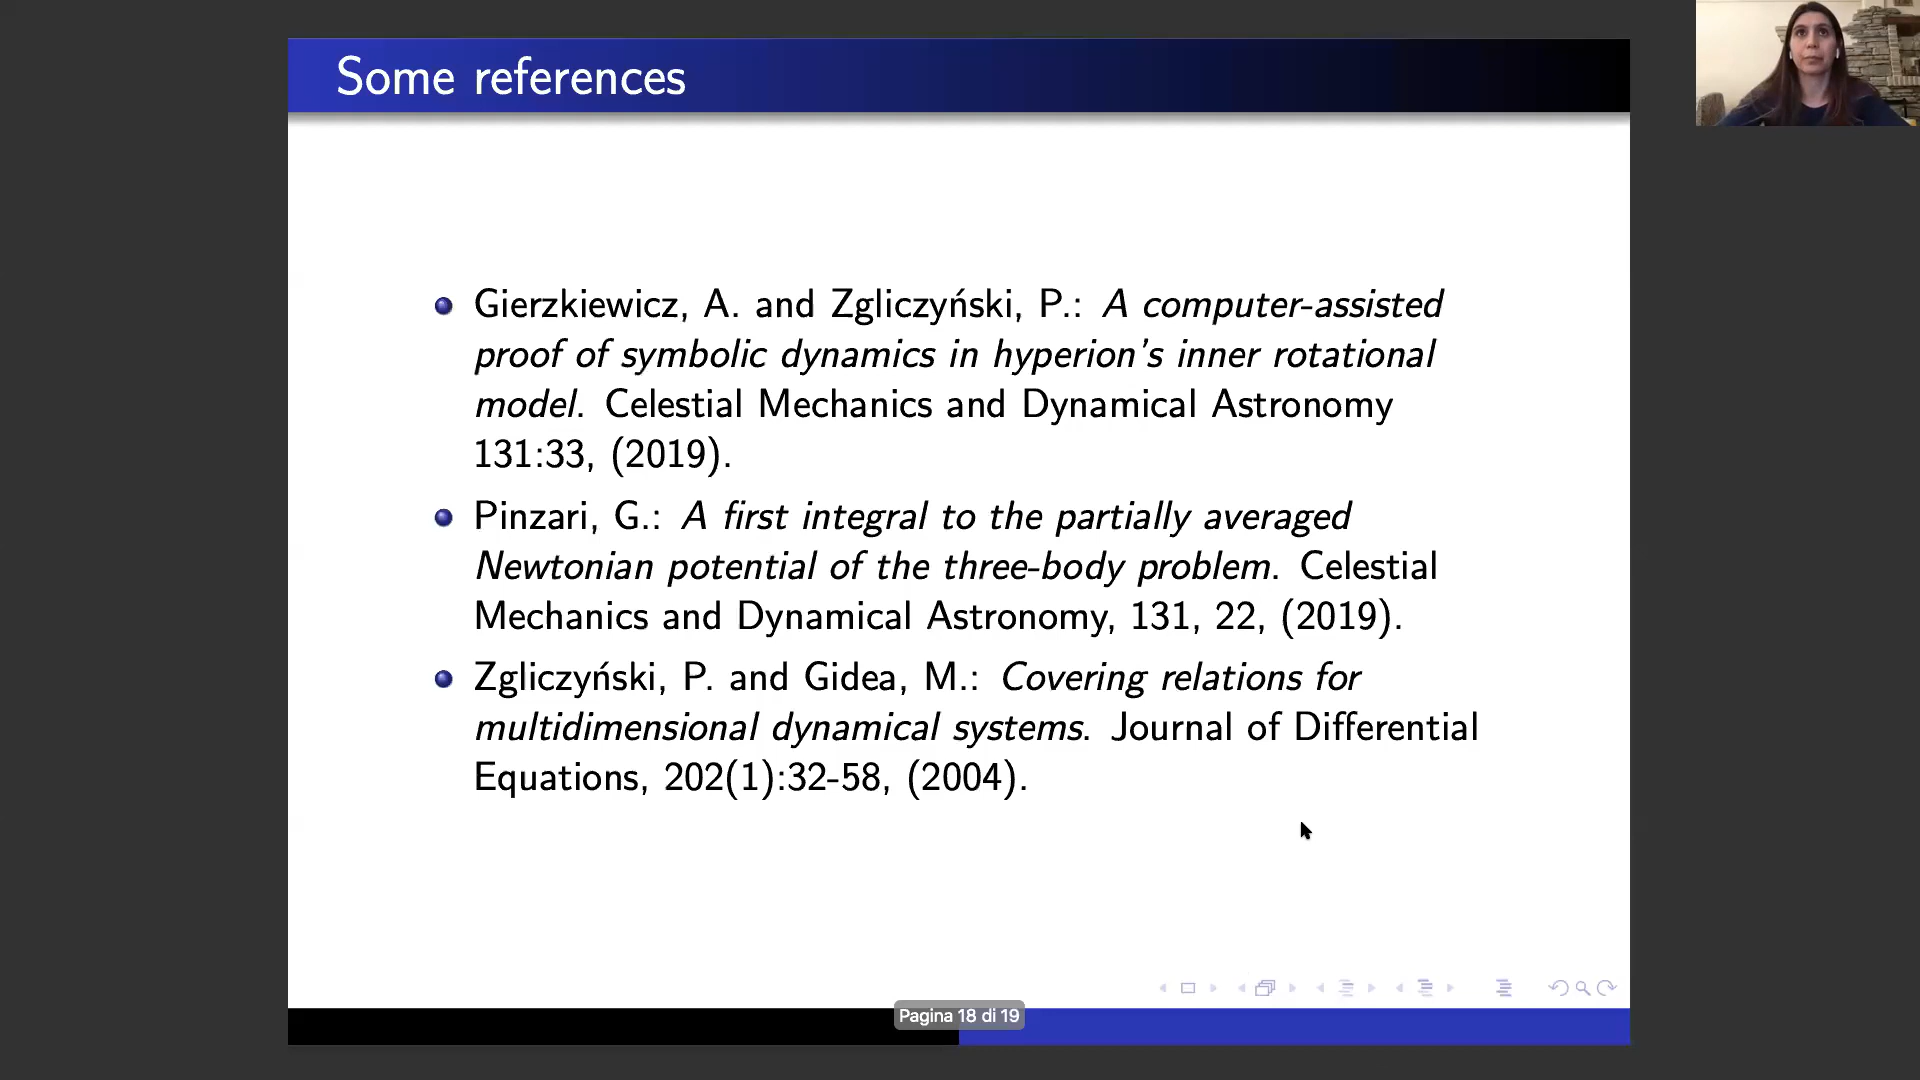 Some references
Gierzkiewicz, A. and Zgliczyński, P.: A computer-assisted
proof of symbolic dynamics in hyperion's inner rotational
model. Celestial Mechanics and Dynamical Astronomy
131:33, (2019).
Pinzari, G.: A first integral to the partially averaged
Newtonian potential of the three-body problem. Celestial
Mechanics and Dynamical Astronomy, 131, 22, (2019).
Zgliczyński, P. and Gidea, M.: Covering relations for
multidimensional dynamical systems. Journal of Differential
Equations, 202(1):32-58, (2004).
Pagina 18 di 19